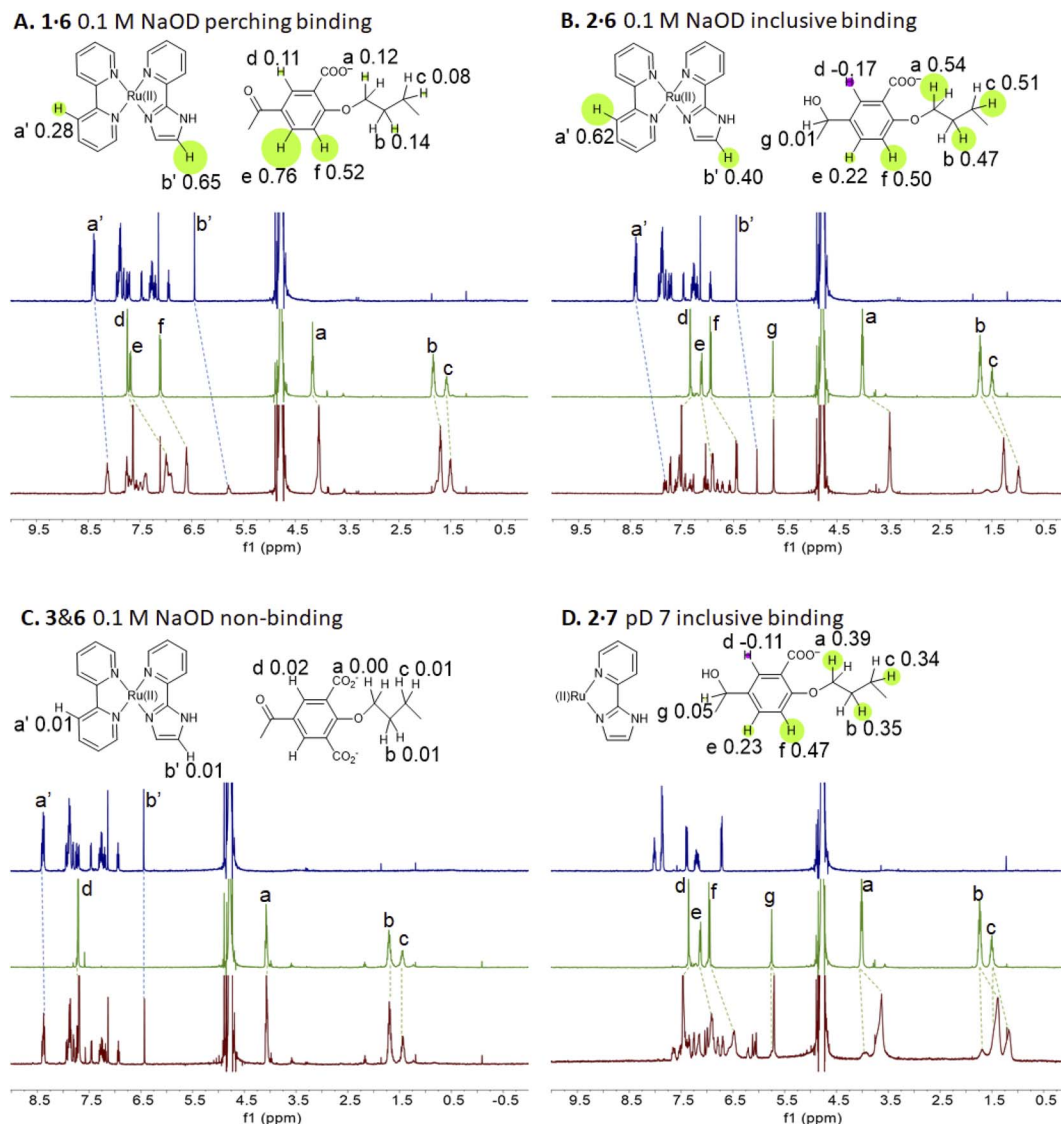 A. 1·6 0.1 M NaOD perching binding
d 0.11 a 0.12
COO⁻
H H H H c 0.08
N N O H
Ru(II)
H N N NH O H H
a' 0.28 H H b 0.14
H e 0.76 f 0.52
b' 0.65
a' b'
d f
e a b
c
9.5 8.5 7.5 6.5 5.5 4.5 3.5 2.5 1.5 0.5
f1 (ppm)
B. 2·6 0.1 M NaOD inclusive binding
d -0.17 a 0.54
COO⁻ c 0.51
H H H H
N N HO H
Ru(II)
H N N NH H O H H
a' 0.62 g 0.01 H H b 0.47
H e 0.22 f 0.50
b' 0.40
a' b'
d f
e g a b
c
9.5 8.5 7.5 6.5 5.5 4.5 3.5 2.5 1.5 0.5
f1 (ppm)
C. 3&6 0.1 M NaOD non-binding
d 0.02 a 0.00
H CO₂⁻ H H H c 0.01
N N O H
Ru(II) O
H N N NH H H
a' 0.01 H CO₂⁻ b 0.01
H
b' 0.01
a' b'
d a b
c
8.5 7.5 6.5 5.5 4.5 3.5 2.5 1.5 0.5 -0.5
f1 (ppm)
D. 2·7 pD 7 inclusive binding
d -0.11 a 0.39
COO⁻ c 0.34
H H H H
N HO H
(II)Ru
N NH H O H H
g 0.05 H H b 0.35
e 0.23 f 0.47
d f
e g a b
c
8.5 7.5 6.5 5.5 4.5 3.5 2.5 1.5 0.5
f1 (ppm)